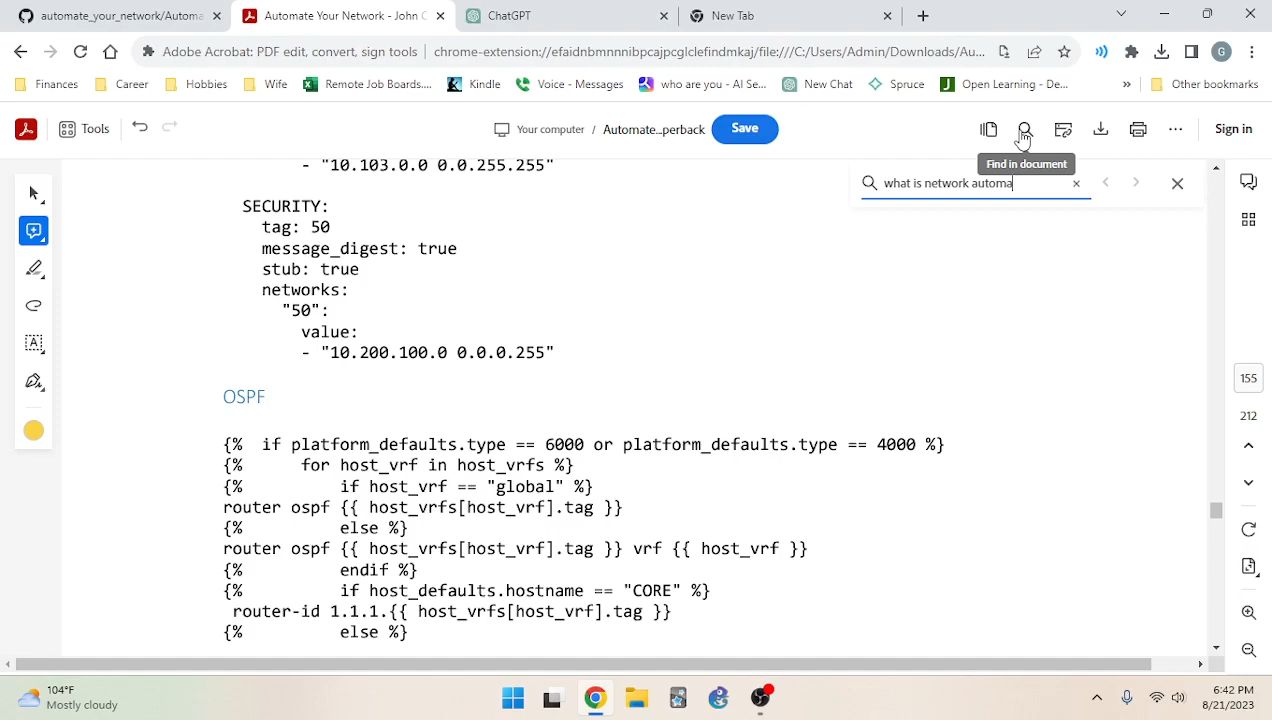 automate_your_network/Automa
Automate Your Network - John C
ChatGPT
New Tab
Adobe Acrobat: PDF edit, convert, sign tools
chrome-extension://efaidnbmnnnibpcajpcglclefindmkaj/file:///C:/Users/Admin/Downloads/Au...
G
Finances
Career
Hobbies
Wife
Remote Job Boards....
Kindle
Voice - Messages
who are you - AI Se...
New Chat
Spruce
Open Learning - De...
»
Other bookmarks
Tools
Your computer / Automate...perback
Save
Sign in
Find in document
what is network automa
- "10.103.0.0 0.0.255.255"
SECURITY:
tag: 50
message_digest: true
stub: true
networks:
"50":
value:
- "10.200.100.0 0.0.0.255"
OSPF
{% if platform_defaults.type == 6000 or platform_defaults.type == 4000 %}
{% for host_vrf in host_vrfs %}
{% if host_vrf == "global" %}
router ospf {{ host_vrfs[host_vrf].tag }}
{% else %}
router ospf {{ host_vrfs[host_vrf].tag }} vrf {{ host_vrf }}
{% endif %}
{% if host_defaults.hostname == "CORE" %}
router-id 1.1.1.{{ host_vrfs[host_vrf].tag }}
{% else %}
155
212
104°F
Mostly cloudy
6:42 PM
8/21/2023